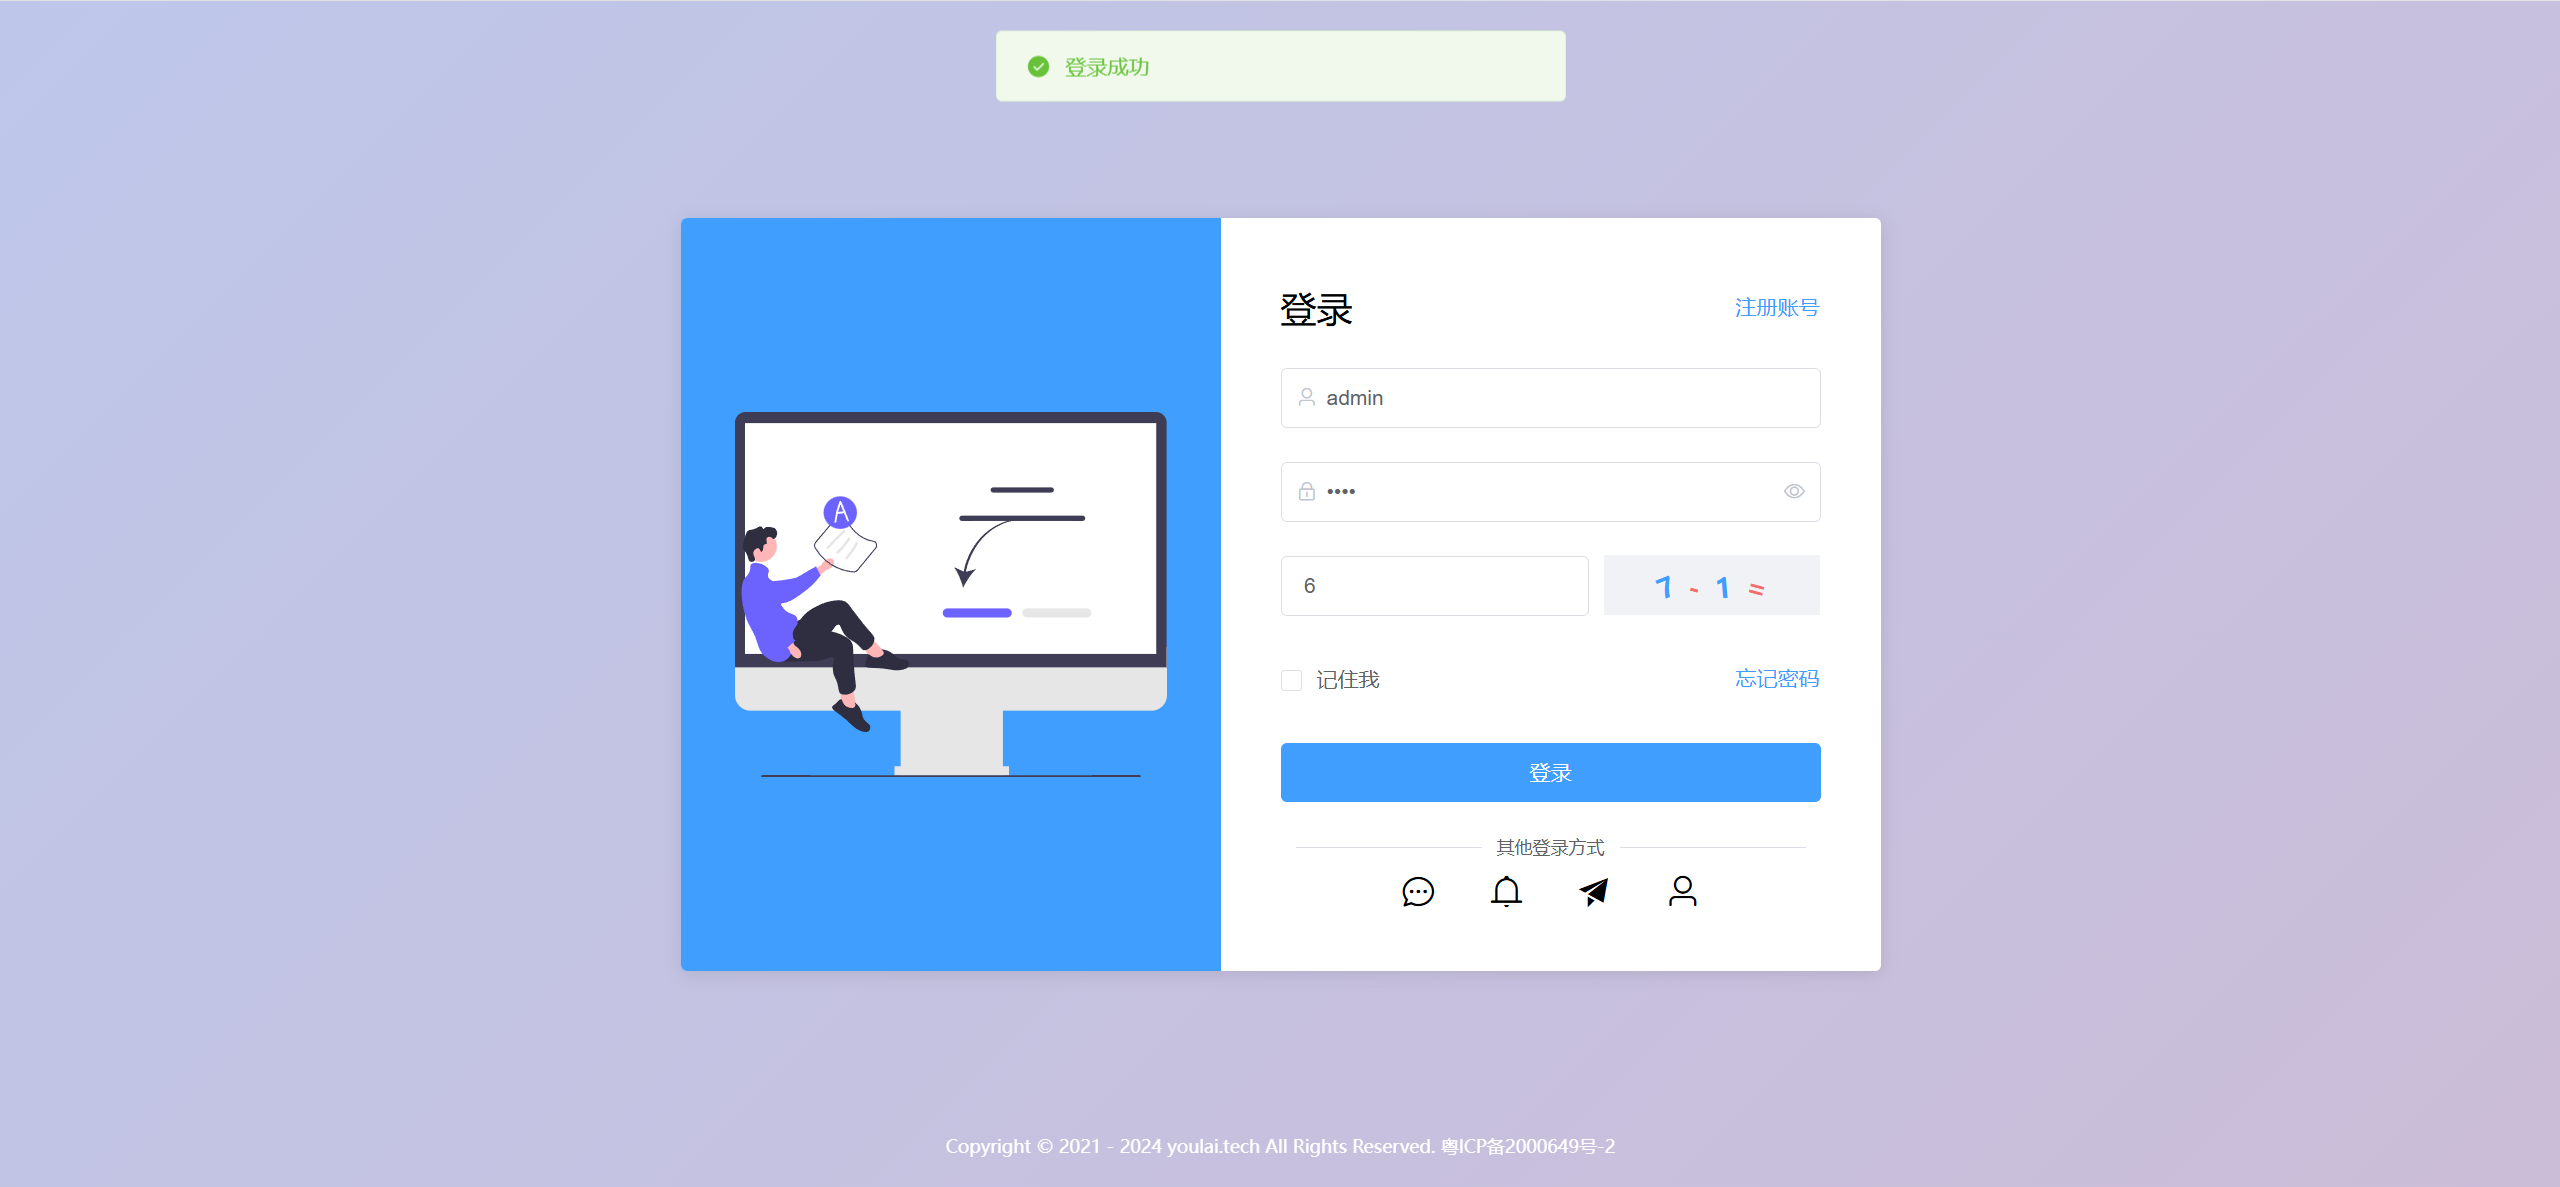 登录成功
登录
注册账号
admin
••••
6
7 - 1 =
记住我
忘记密码
登录
其他登录方式
A
Copyright © 2021 - 2024 youlai.tech All Rights Reserved. 粤ICP备2000649号-2